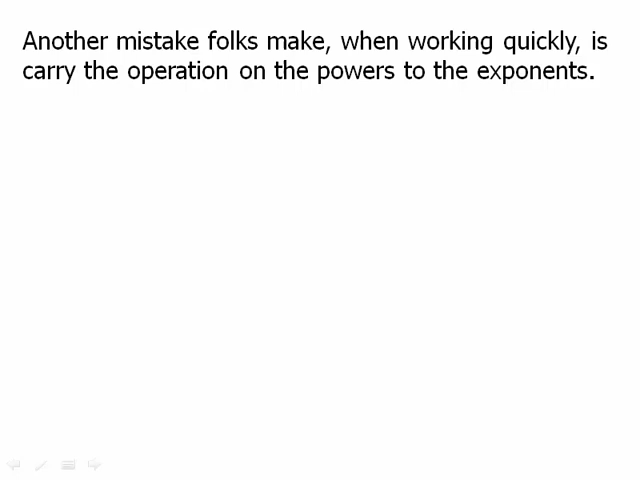 Another mistake folks make, when working quickly, is
carry the operation on the powers to the exponents.